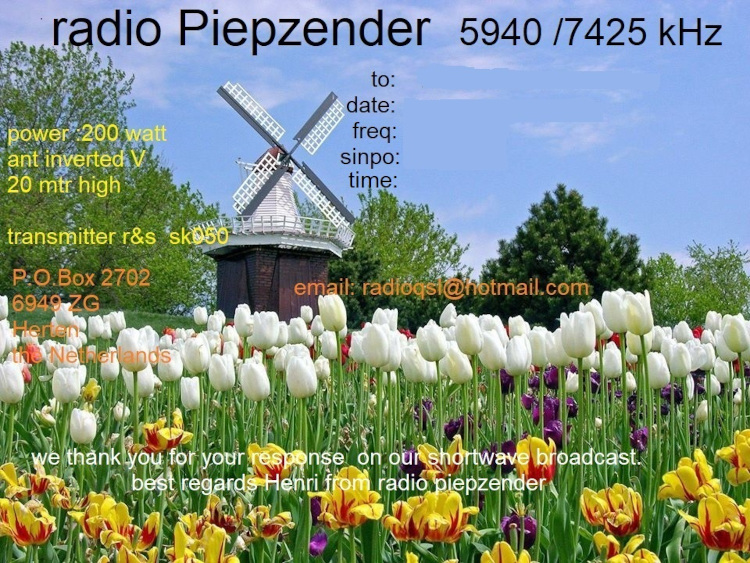 radio Piepzender 5940 /7425 kHz
to:
date:
freq:
sinpo:
time:
power :200 watt
ant inverted V
20 mtr high
transmitter r&s sk050
P.O.Box 2702
6949 ZG
Herten
the Netherlands
email: radioqsl@hotmail.com
we thank you for your response on our shortwave broadcast.
best regards Henri from radio piepzender